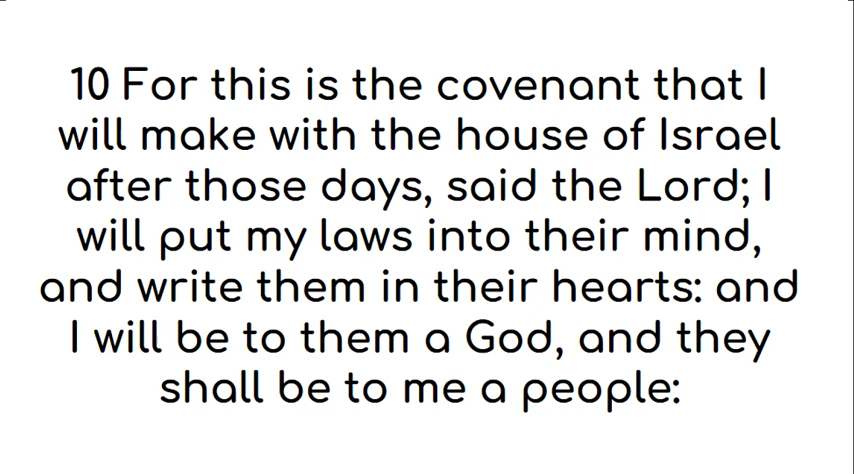 10 For this is the covenant that I
will make with the house of Israel
after those days, said the Lord; I
will put my laws into their mind,
and write them in their hearts: and
I will be to them a God, and they
shall be to me a people: